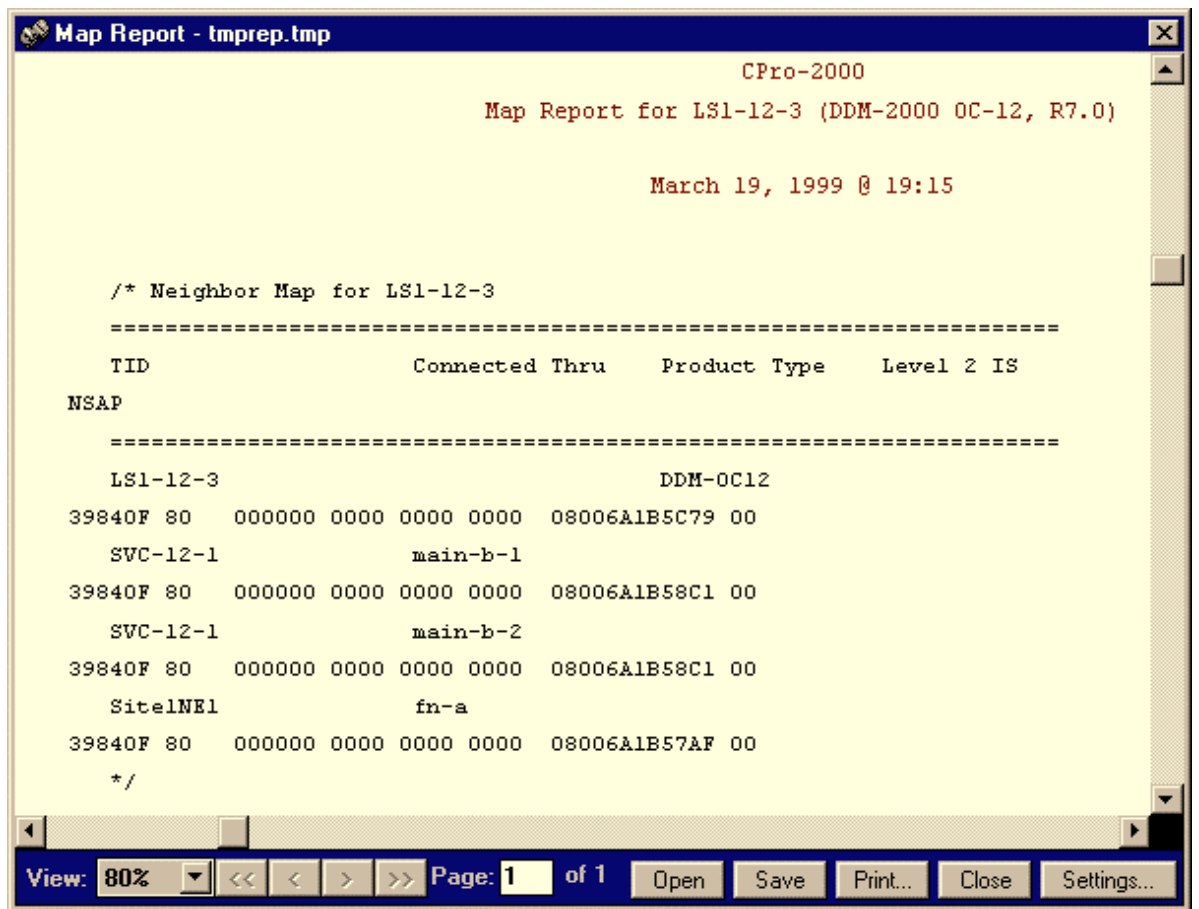 Map Report - tmprep.tmp
CPro-2000
Map Report for LS1-12-3 (DDM-2000 OC-12, R7.0)
March 19, 1999 @ 19:15
/* Neighbor Map for LS1-12-3
=====================================================================
TID Connected Thru Product Type Level 2 IS
NSAP
=====================================================================
LS1-12-3 DDM-OC12
39840F 80 000000 0000 0000 0000 08006A1B5C79 00
SVC-12-1 main-b-1
39840F 80 000000 0000 0000 0000 08006A1B58C1 00
SVC-12-1 main-b-2
39840F 80 000000 0000 0000 0000 08006A1B58C1 00
Site1NE1 fn-a
39840F 80 000000 0000 0000 0000 08006A1B57AF 00
*/
View: 80% << < > >> Page: 1 of 1 Open Save Print... Close Settings...